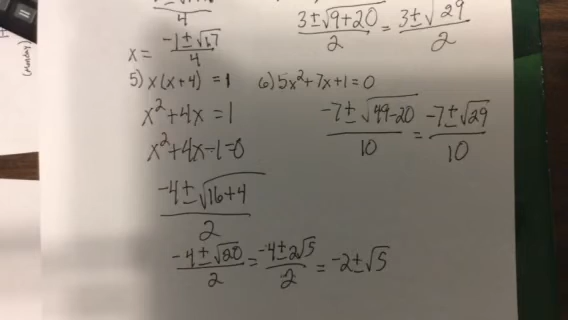 4
x = (-1 ± √17)/4
(3 ± √(9+20))/2 = (3 ± √29)/2
5) x(x+4) = 1
x² + 4x = 1
x² + 4x - 1 = 0
(-4 ± √(16+4))/2
(-4 ± √20)/2 = (-4 ± 2√5)/2 = -2 ± √5
6) 5x² + 7x + 1 = 0
(-7 ± √(49-20))/10 = (-7 ± √29)/10
(Monday)